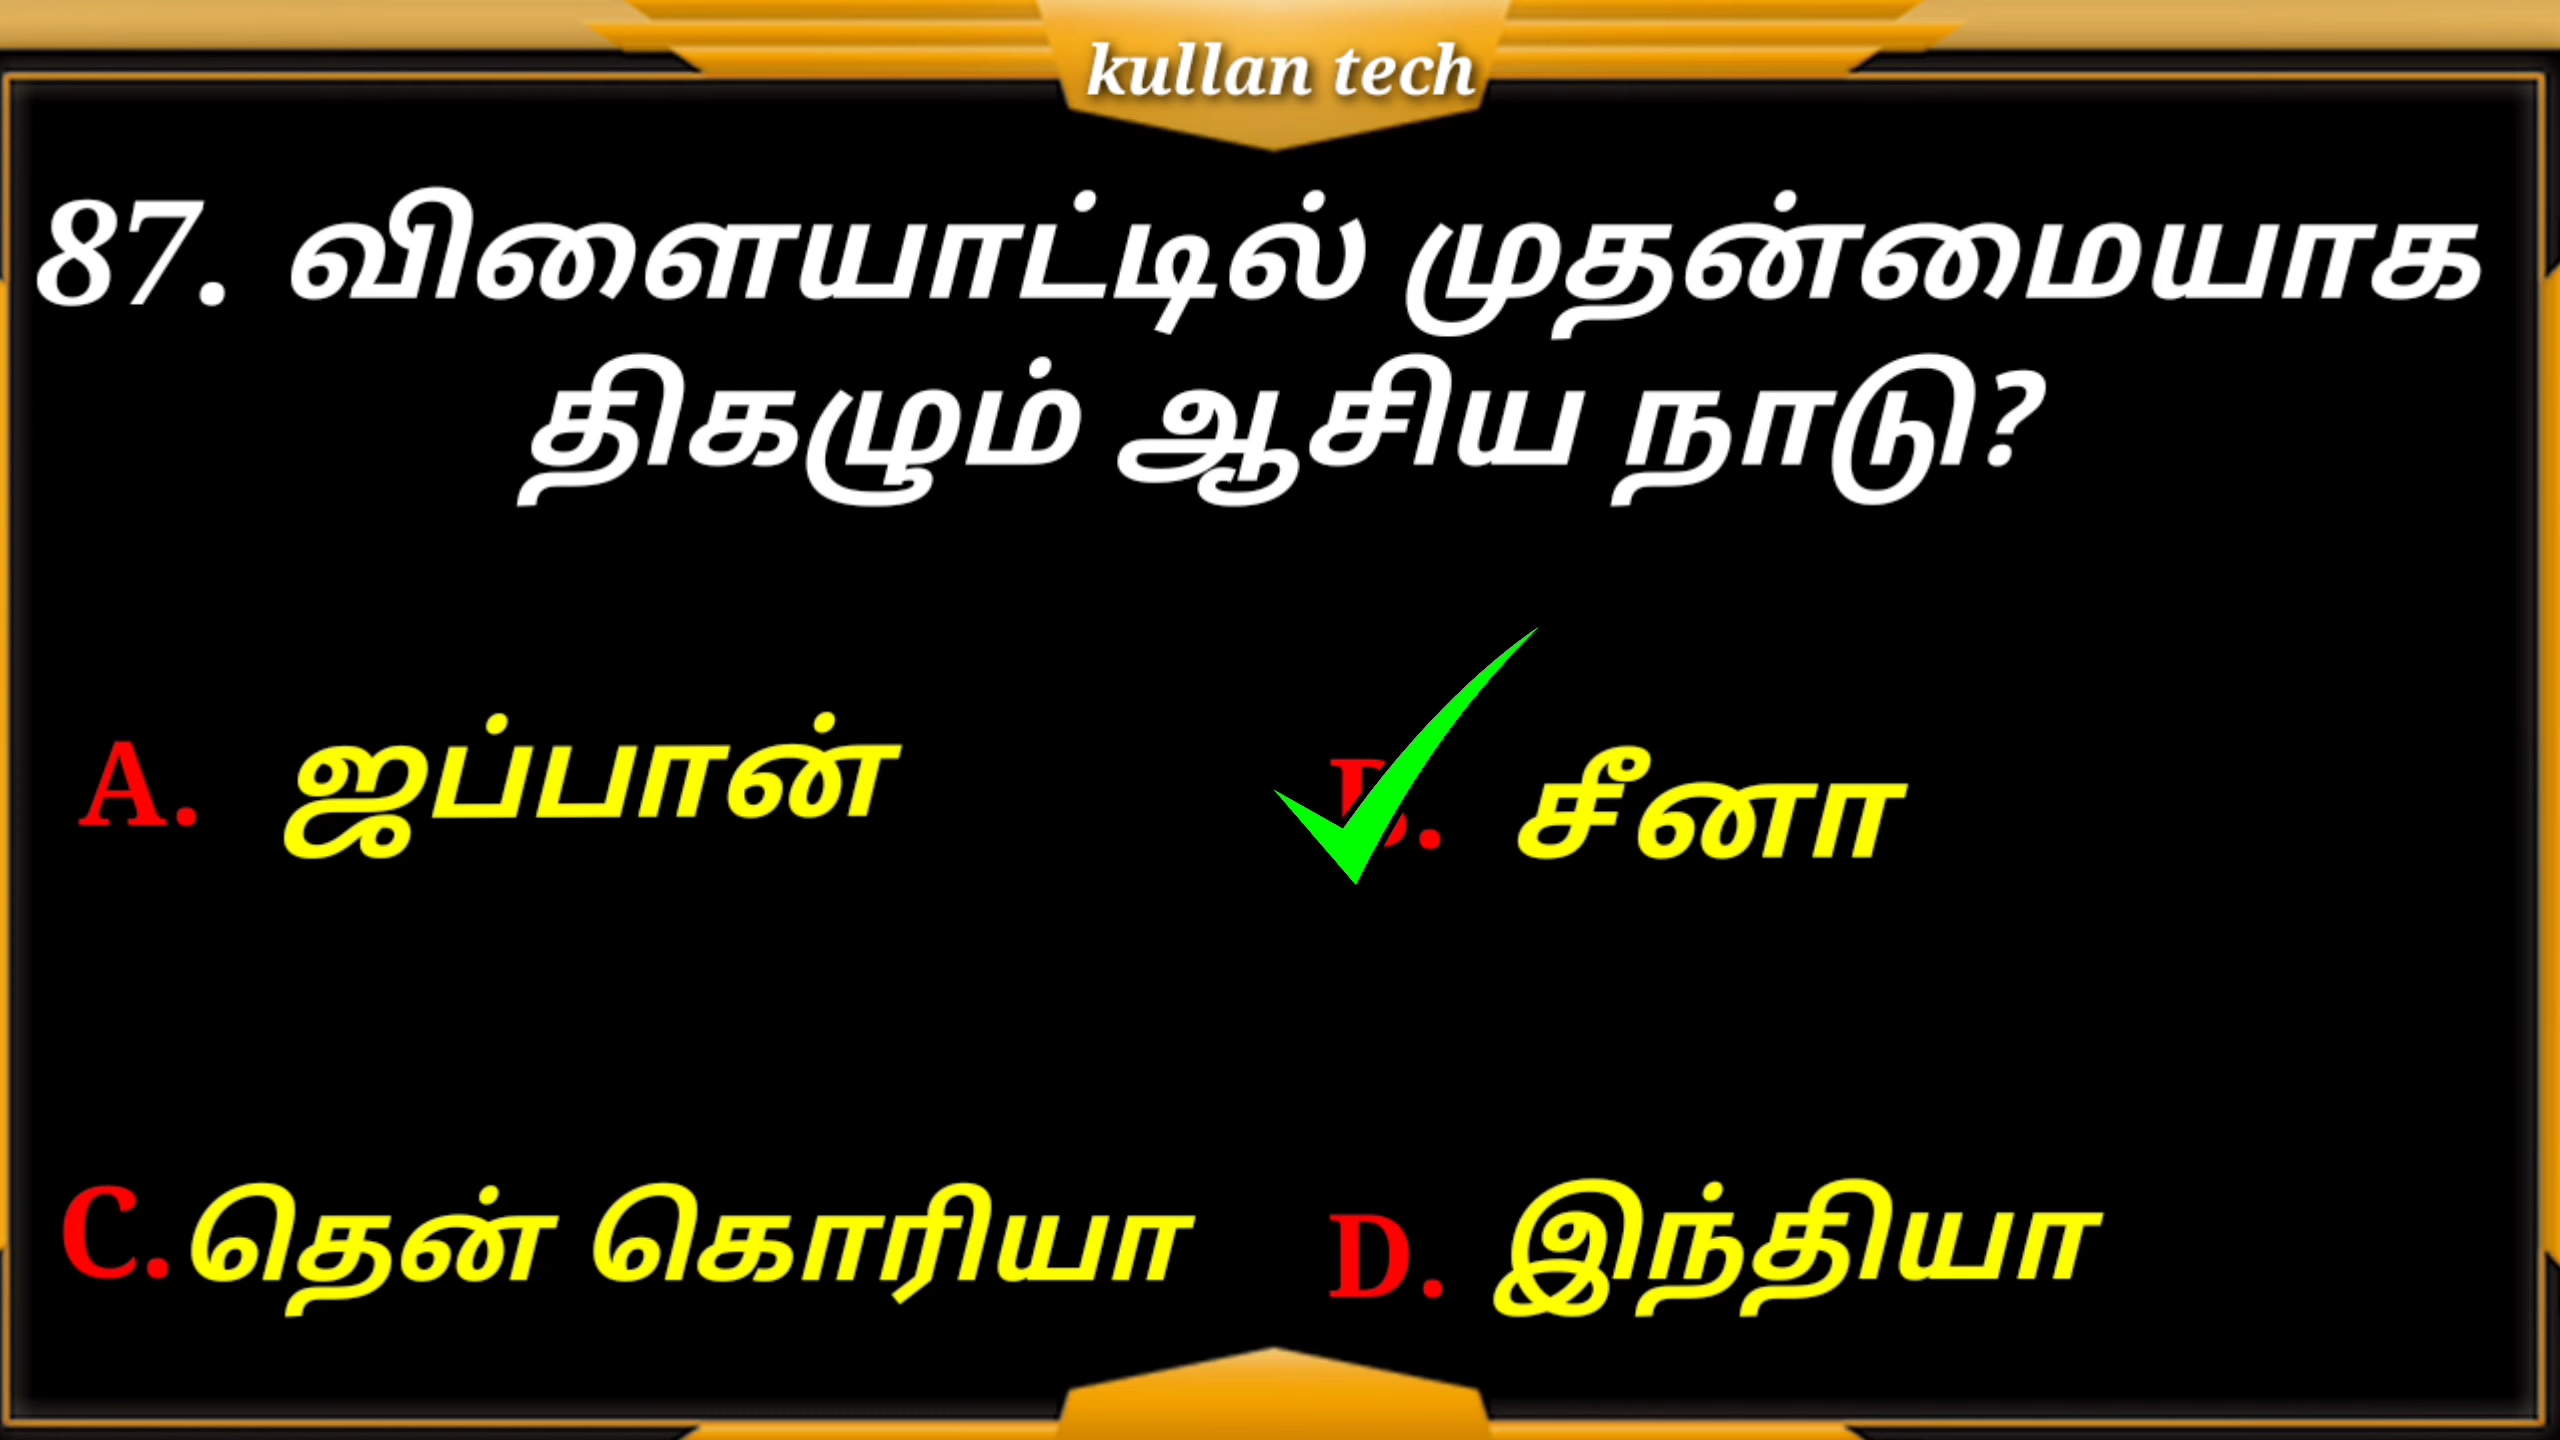 kullan tech
87. விளையாட்டில் முதன்மையாக
திகழும் ஆசிய நாடு?
A. ஜப்பான்
B. சீனா
C. தென் கொரியா
D. இந்தியா